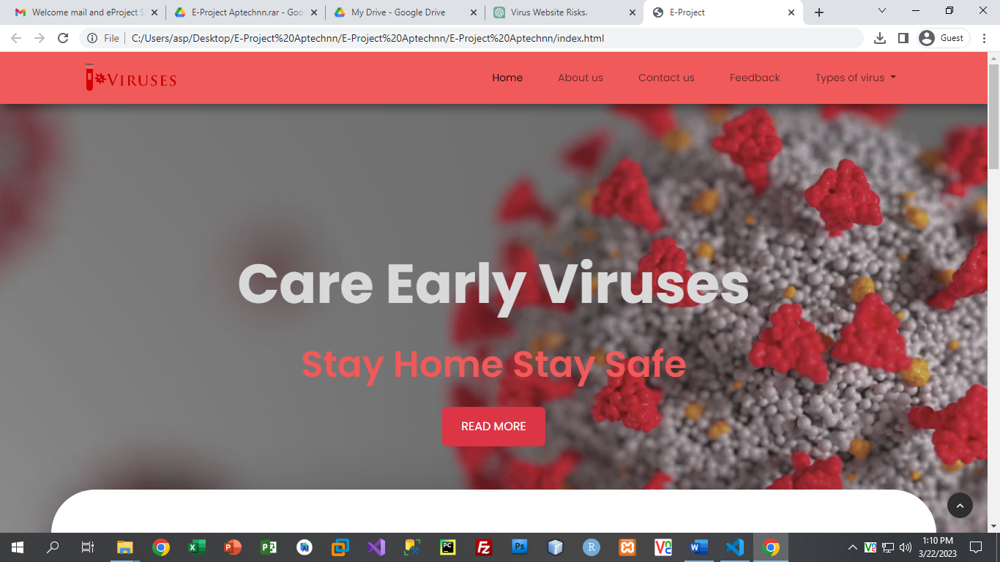 Welcome mail and eProject S
E-Project Aptechnn.rar - Goo
My Drive - Google Drive
Virus Website Risks.
E-Project
File
C:/Users/asp/Desktop/E-Project%20Aptechnn/E-Project%20Aptechnn/E-Project%20Aptechnn/index.html
Guest
VIRUSES
Home
About us
Contact us
Feedback
Types of virus
Care Early Viruses
Stay Home Stay Safe
READ MORE
1:10 PM
3/22/2023